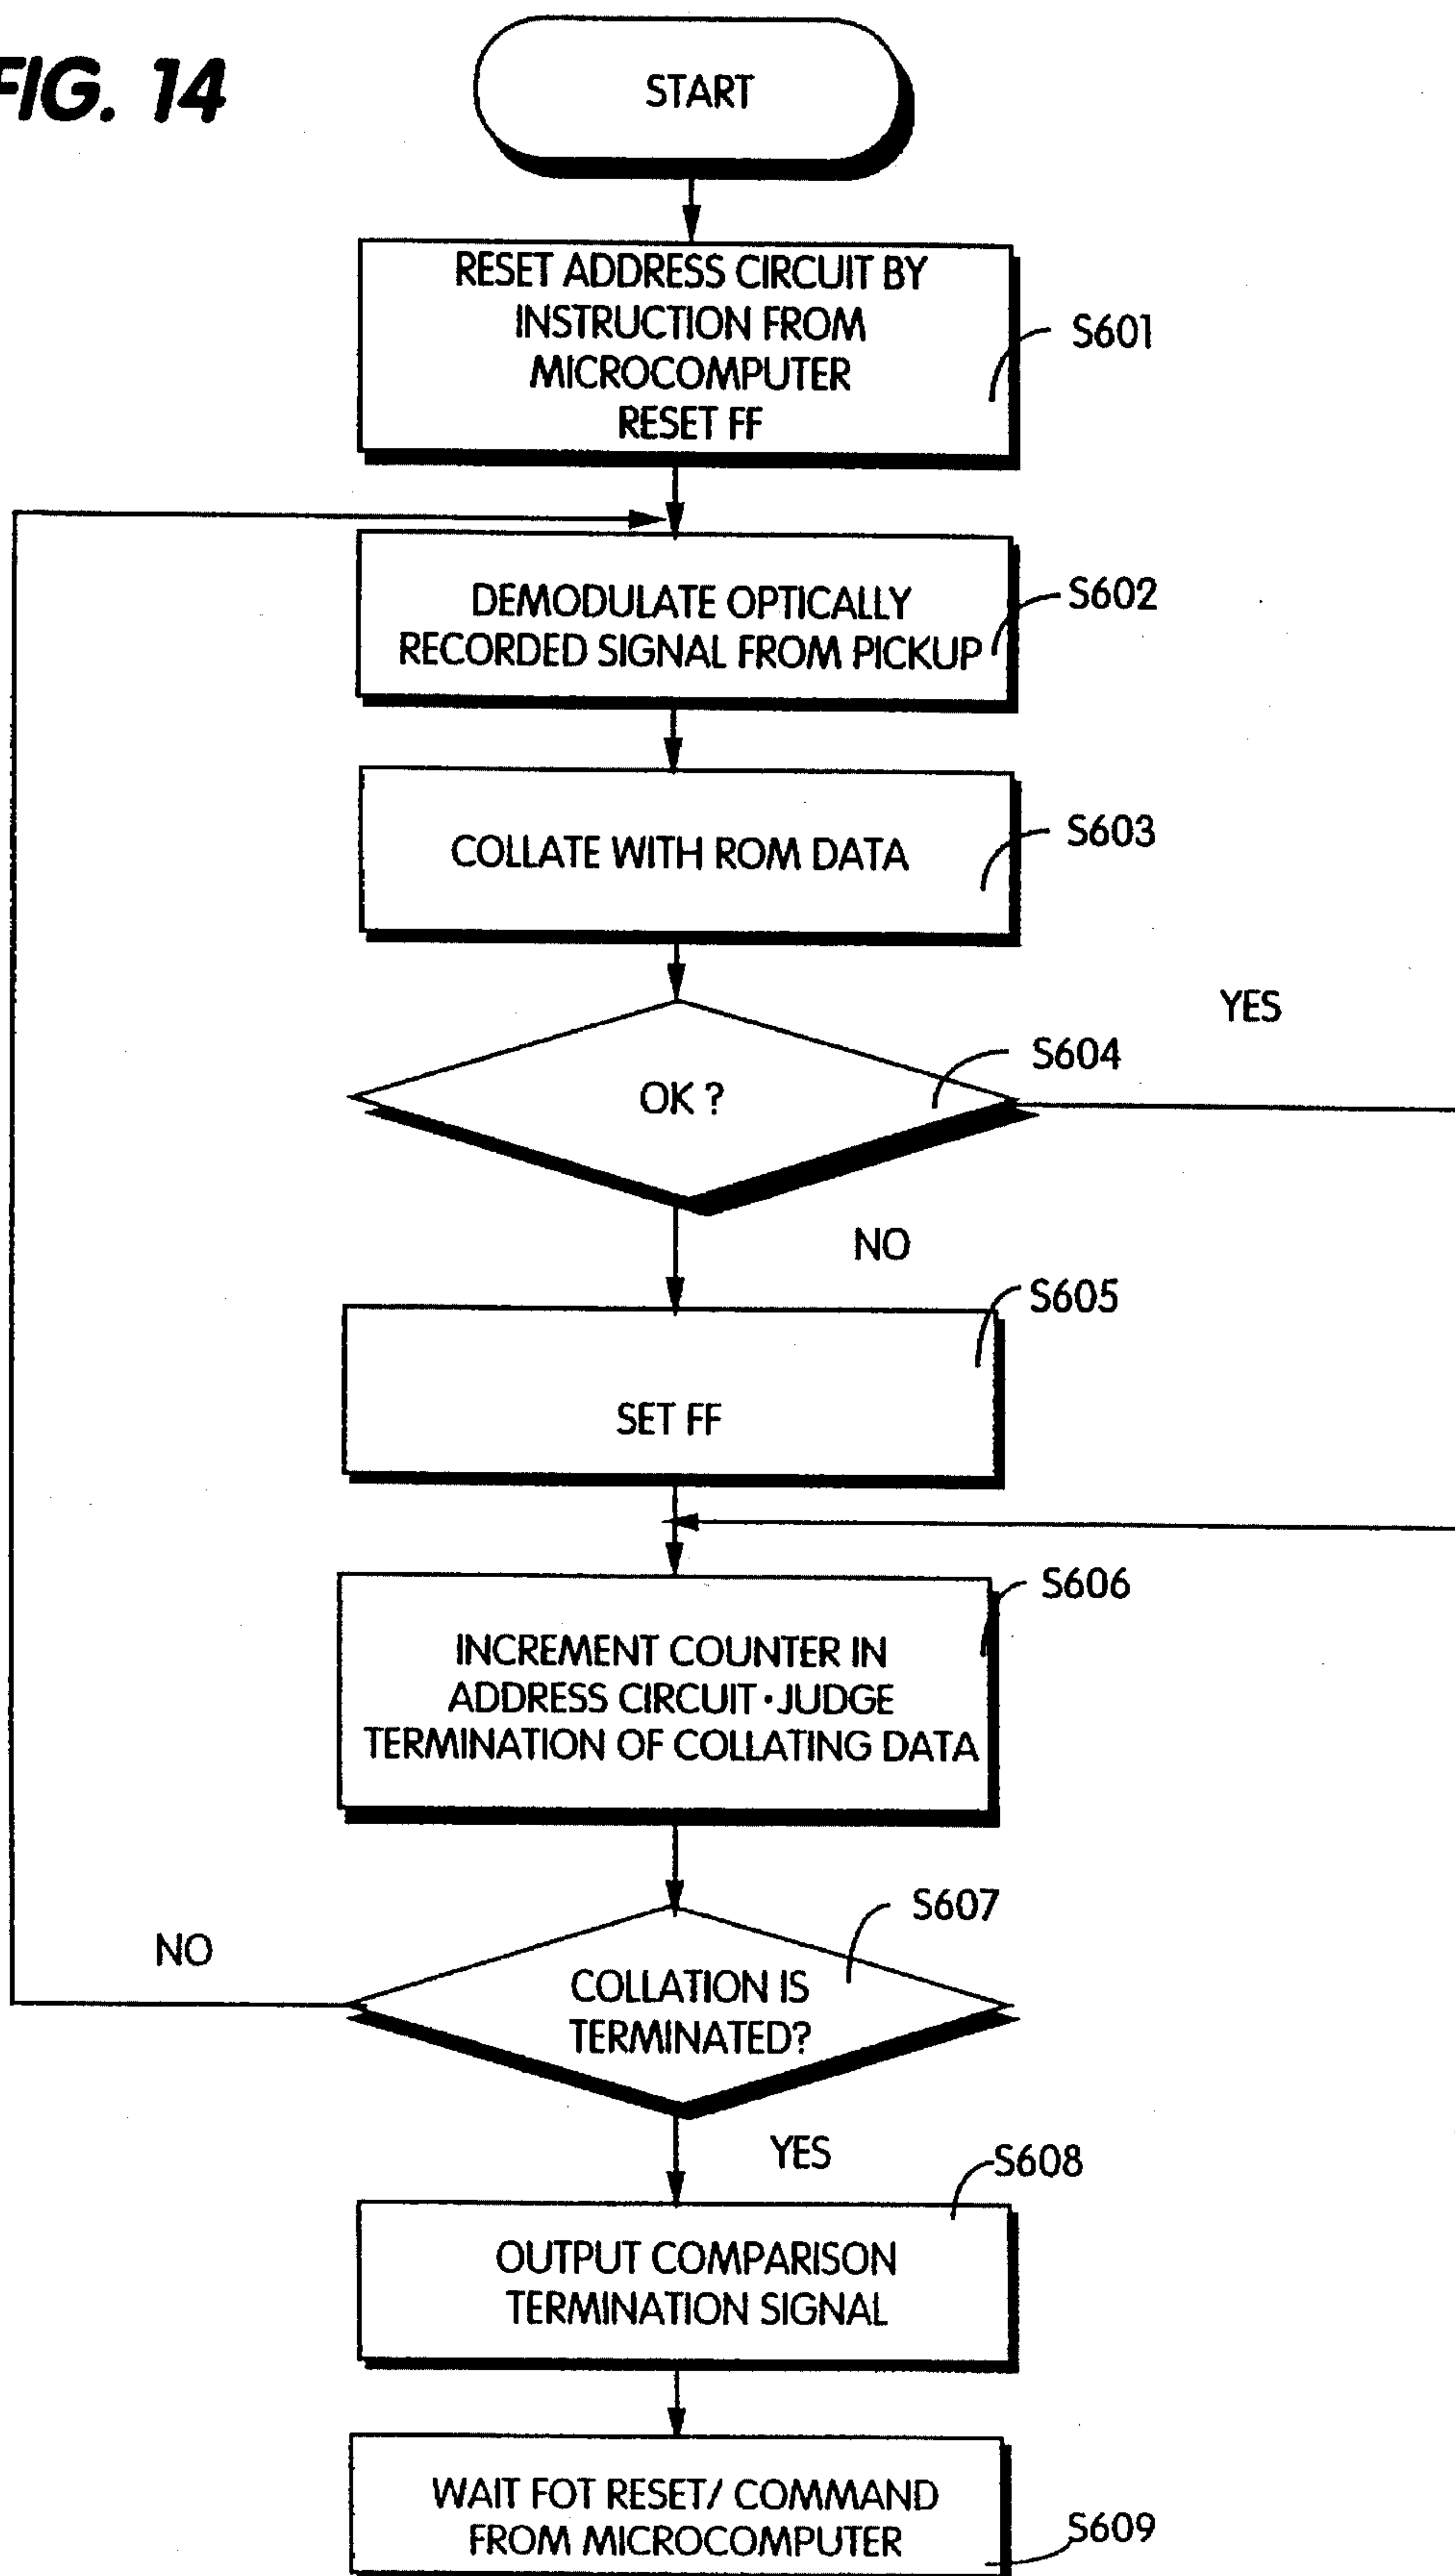 FIG. 14
START
RESET ADDRESS CIRCUIT BY
INSTRUCTION FROM
MICROCOMPUTER
RESET FF
S601
DEMODULATE OPTICALLY
RECORDED SIGNAL FROM PICKUP
S602
COLLATE WITH ROM DATA
S603
YES
S604
OK ?
NO
S605
SET FF
S606
INCREMENT COUNTER IN
ADDRESS CIRCUIT • JUDGE
TERMINATION OF COLLATING DATA
S607
NO
COLLATION IS
TERMINATED?
YES
S608
OUTPUT COMPARISON
TERMINATION SIGNAL
WAIT FOT RESET/ COMMAND
FROM MICROCOMPUTER
S609